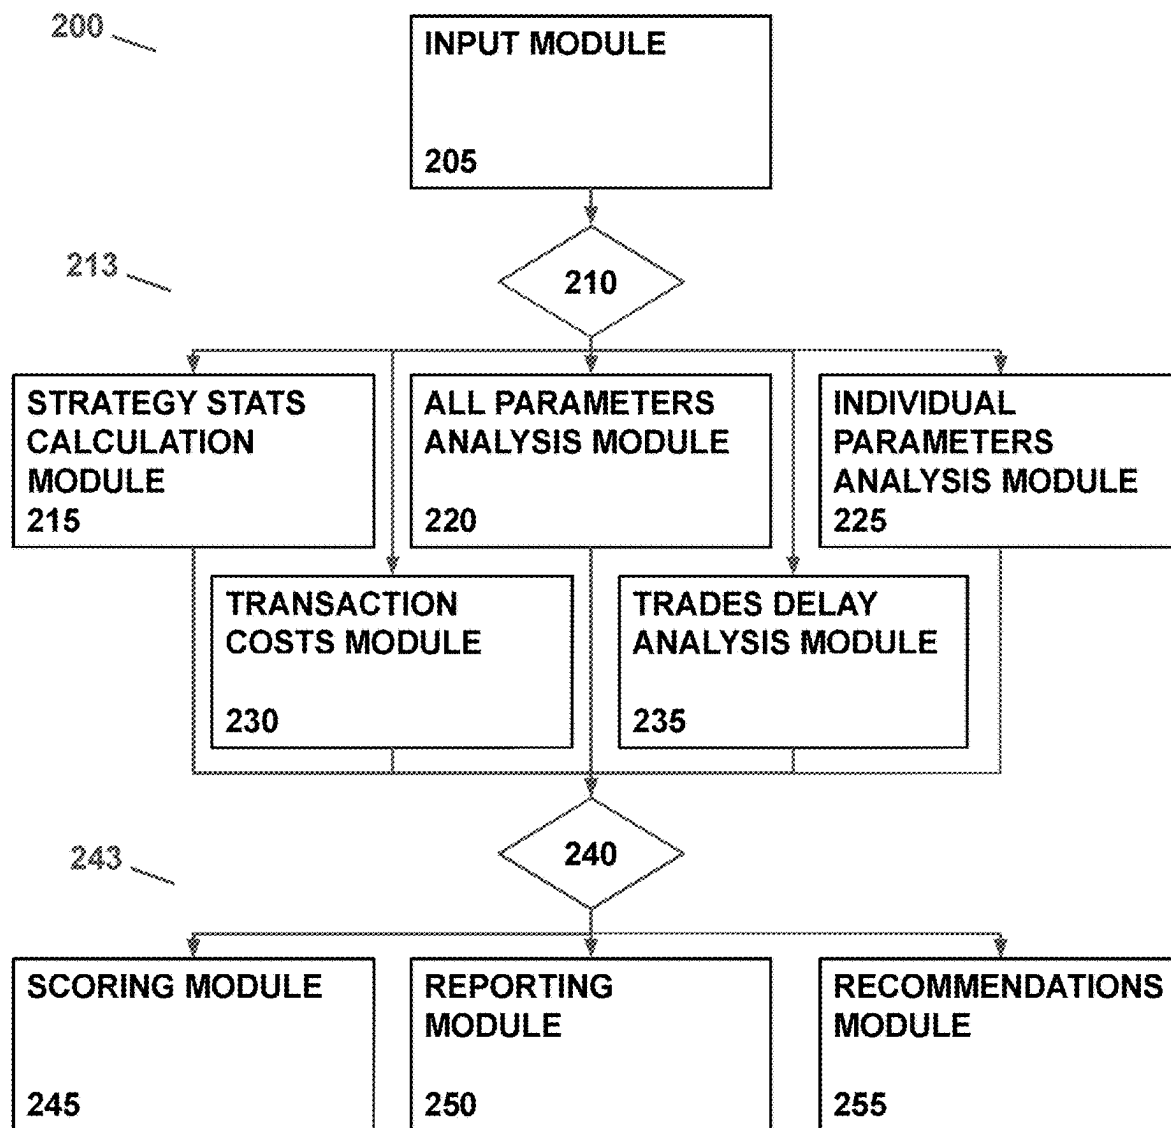 200
INPUT MODULE
205
213
210
STRATEGY STATS
CALCULATION
MODULE
215
ALL PARAMETERS
ANALYSIS MODULE
220
INDIVIDUAL
PARAMETERS
ANALYSIS MODULE
225
TRANSACTION
COSTS MODULE
230
TRADES DELAY
ANALYSIS MODULE
235
240
243
SCORING MODULE
245
REPORTING
MODULE
250
RECOMMENDATIONS
MODULE
255